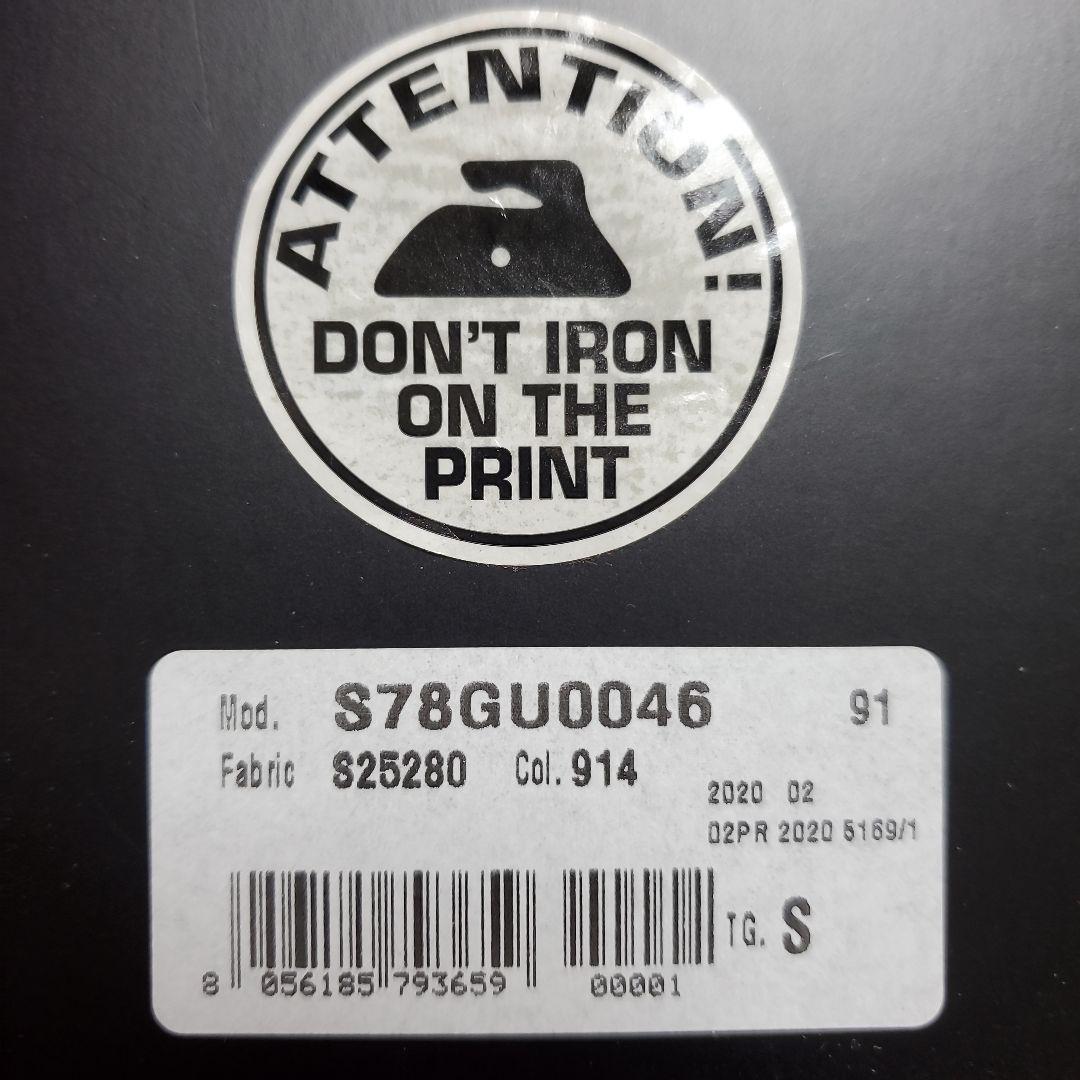 ATTENTION!
DON'T IRON
ON THE
PRINT
Mod. S78GU0046 91
Fabric S25280 Col. 914
2020 02
02PR 2020 5169/1
TG. S
8 056185 793659 00001